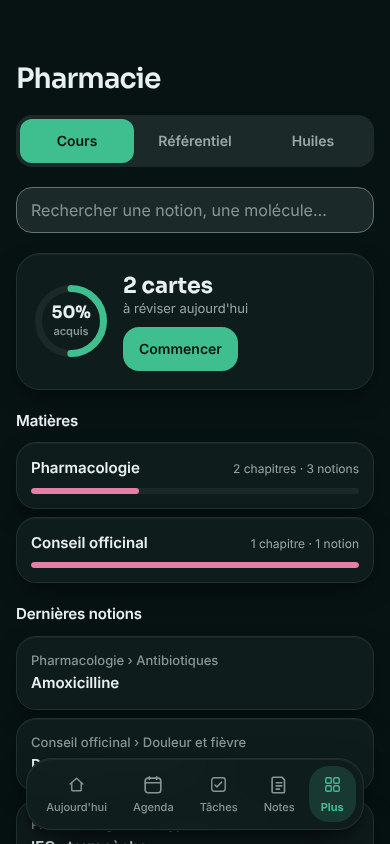 Pharmacie
Cours
Référentiel
Huiles
Rechercher une notion, une molécule...
50%
acquis
2 cartes
à réviser aujourd'hui
Commencer
Matières
Pharmacologie
2 chapitres · 3 notions
Conseil officinal
1 chapitre · 1 notion
Dernières notions
Pharmacologie › Antibiotiques
Amoxicilline
Conseil officinal › Douleur et fièvre
Aujourd'hui
Agenda
Tâches
Notes
Plus